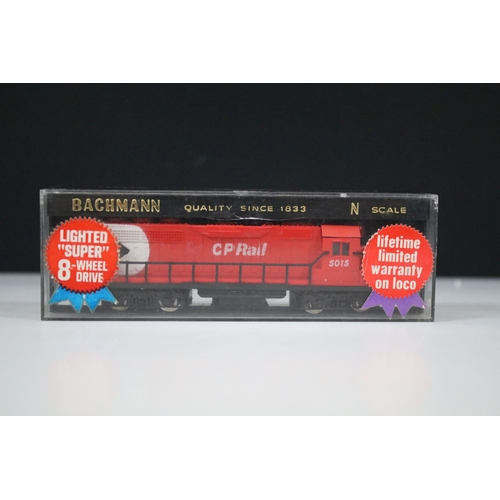 BACHMANN QUALITY SINCE 1833 N SCALE
LIGHTED
"SUPER"
8-WHEEL
DRIVE
CP Rail
5015
lifetime
limited
warranty
on loco